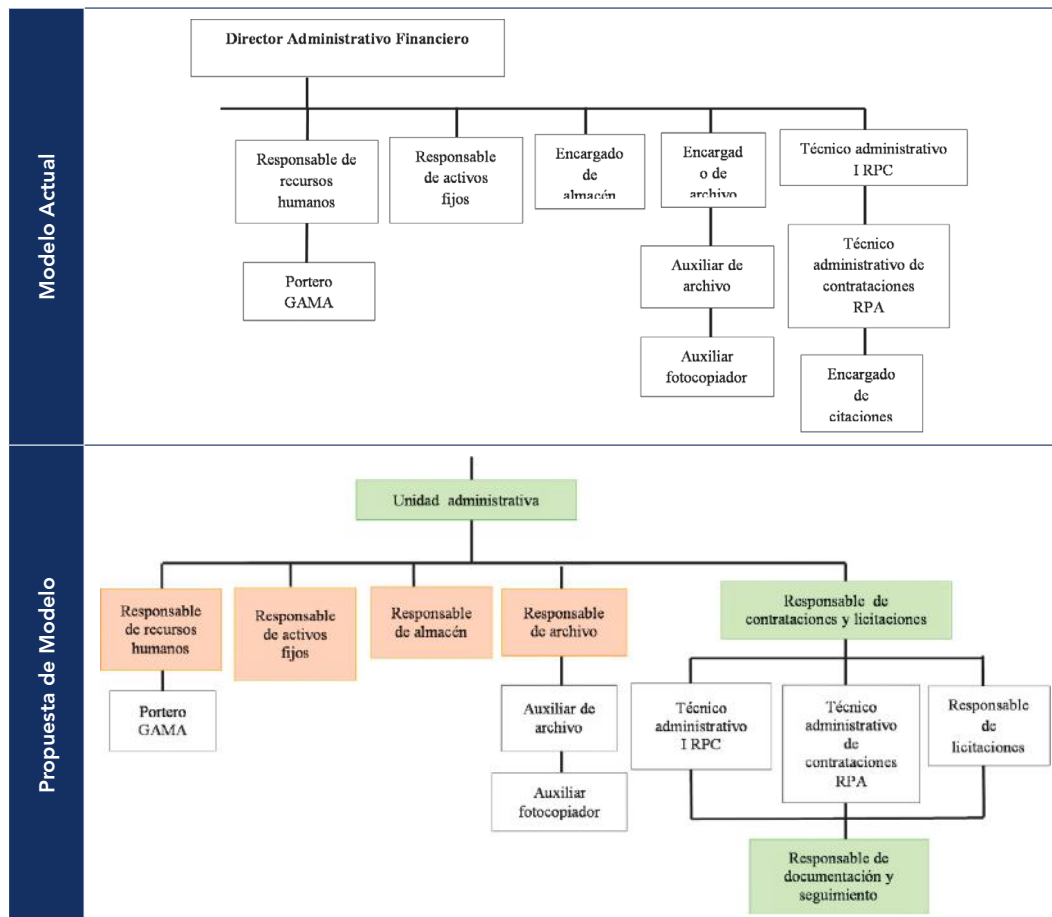 Modelo Actual
Director Administrativo Financiero
Responsable de
recursos
humanos
Responsable
de activos
fijos
Encargado
de
almacén
Encargad
o de
archivo
Técnico administrativo
I RPC
Portero
GAMA
Auxiliar de
archivo
Técnico
administrativo de
contrataciones
RPA
Auxiliar
fotocopiador
Encargado
de
citaciones
Propuesta de Modelo
Unidad administrativa
Responsable
de recursos
humanos
Responsable
de activos
fijos
Responsable
de almacén
Responsable
de archivo
Responsable de
contrataciones y licitaciones
Portero
GAMA
Auxiliar de
archivo
Técnico
administrativo
I RPC
Técnico
administrativo
de
contrataciones
RPA
Responsable
de
licitaciones
Auxiliar
fotocopiador
Responsable de
documentación y
seguimiento